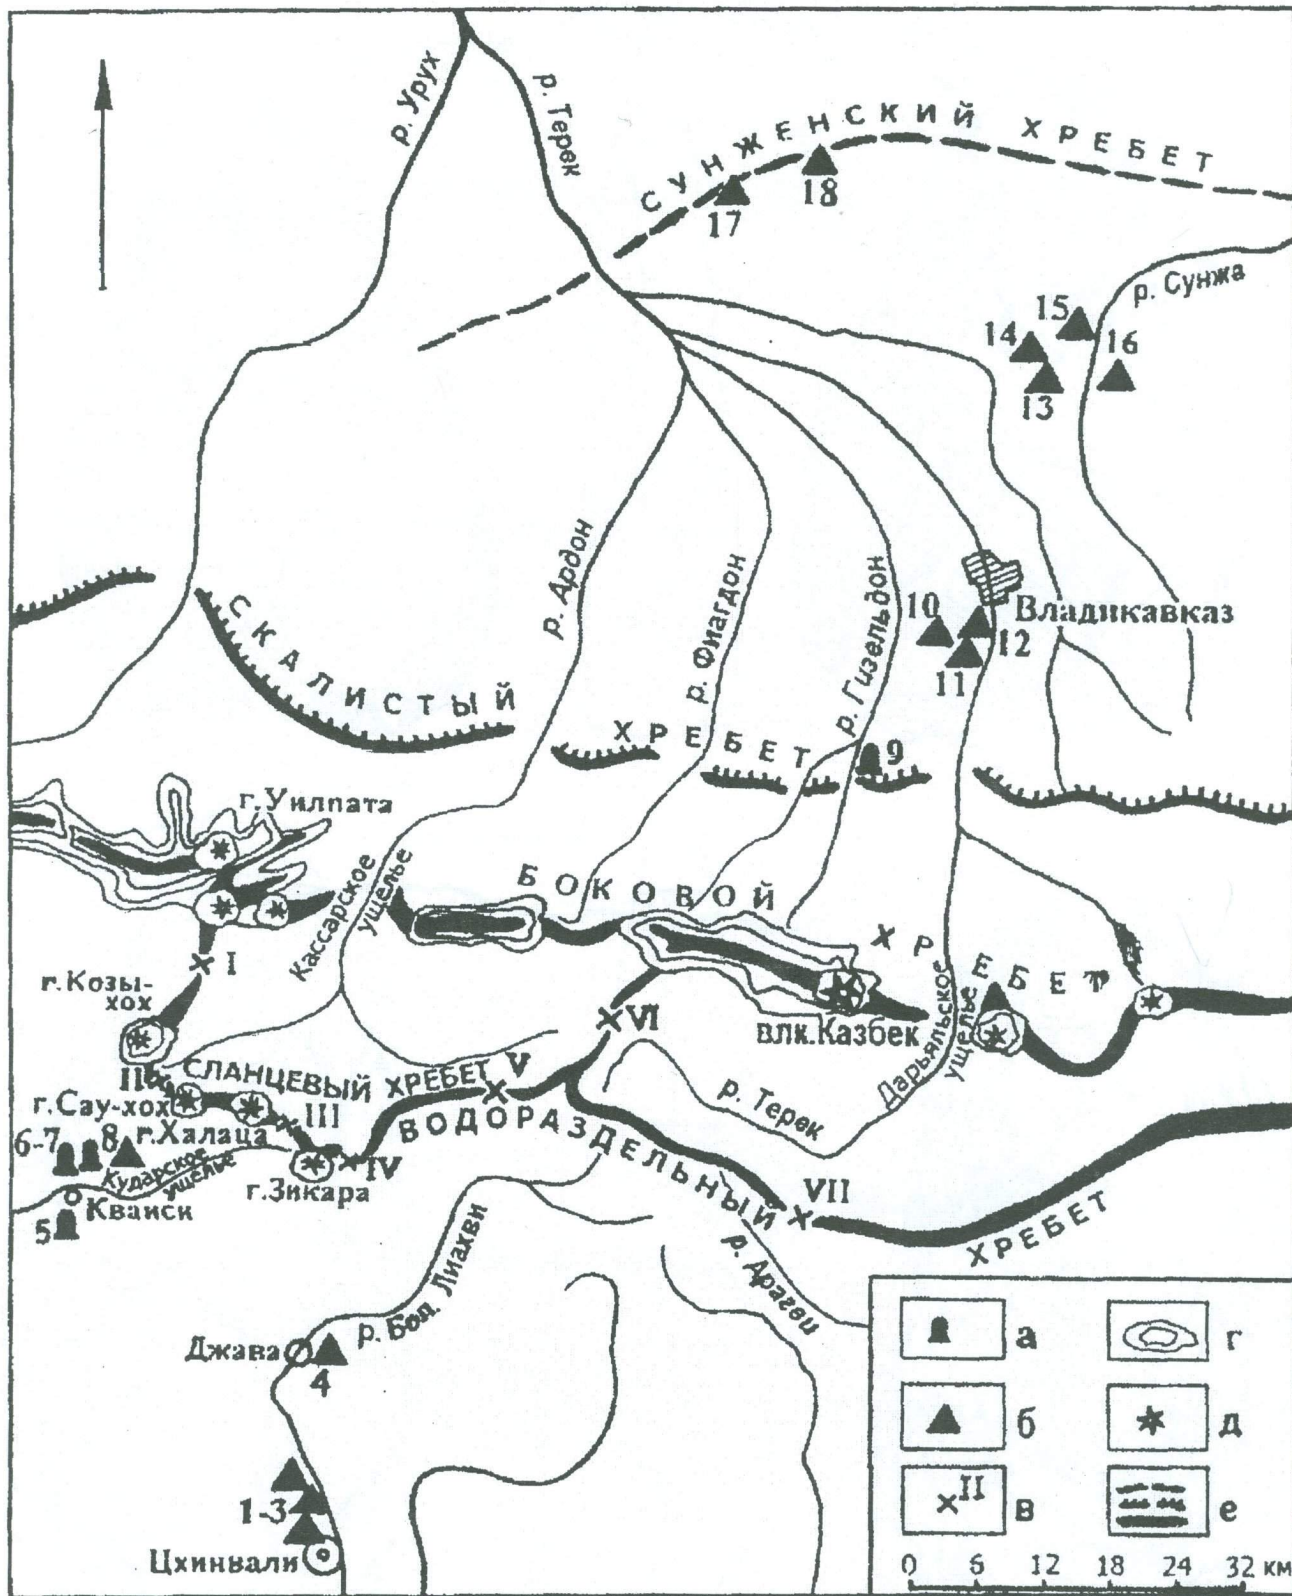 р. Урух
р. Терек
СУНЖЕНСКИЙ ХРЕБЕТ
18
17
р. Сунжа
15
14
16
13
р. Ардон
р. Фиагдон
р. Гизельдон
10
Владикавказ
12
11
СКАЛИСТЫЙ
ХРЕБЕТ
9
г. Уилпата
Кассарское
ущелье
БОКОВОЙ
ХРЕБЕТ
I
г. Козы-
хох
VI
влк. Казбек
Дарьяльское
ущелье
II
СЛАНЦЕВЫЙ ХРЕБЕТ
V
г. Сау-хох
III
р. Терек
6-7
8
г. Халаца
ВОДОРАЗДЕЛЬНЫЙ
ХРЕБЕТ
Кударское
ущелье
IV
г. Зикара
VII
Кваиси
5
р. Бол. Лиахви
р. Арагви
Джава
4
1-3
Цхинвали
а
г
б
д
II
в
е
0 6 12 18 24 32 км